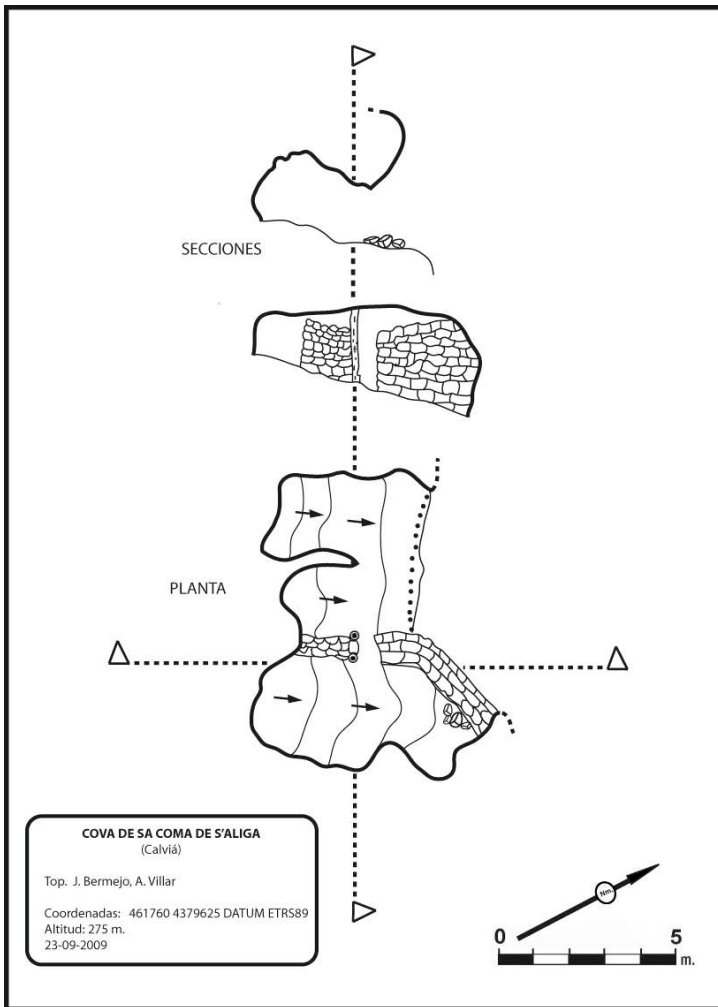 SECCIONES
PLANTA
COVA DE SA COMA DE S'ALIGA
(Calviá)
Top. J. Bermejo, A. Villar
Coordenadas: 461760 4379625 DATUM ETRS89
Altitud: 275 m.
23-09-2009
Nm.
0 5
m.